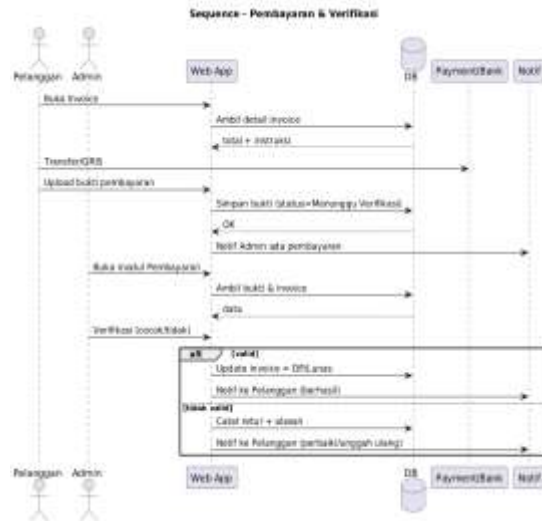 Sequence - Pembayaran & Verifikasi
Pelanggan Admin Web App DB Payment/Bank Notif
Buka Invoice
Ambil detail invoice
total + instruksi
Transfer/QRIS
Upload bukti pembayaran
Simpan bukti (status=Menunggu Verifikasi)
OK
Notif Admin ada pembayaran
Buka modul Pembayaran
Ambil bukti & invoice
data
Verifikasi (cocok/tidak)
alt [valid]
Update invoice =
Notif ke Pelanggan (berhasil)
[tidak valid]
Catat + alasan
Notif ke Pelanggan (perbaiki/unggah ulang)
Pelanggan Admin Web App DB Payment/Bank Notif